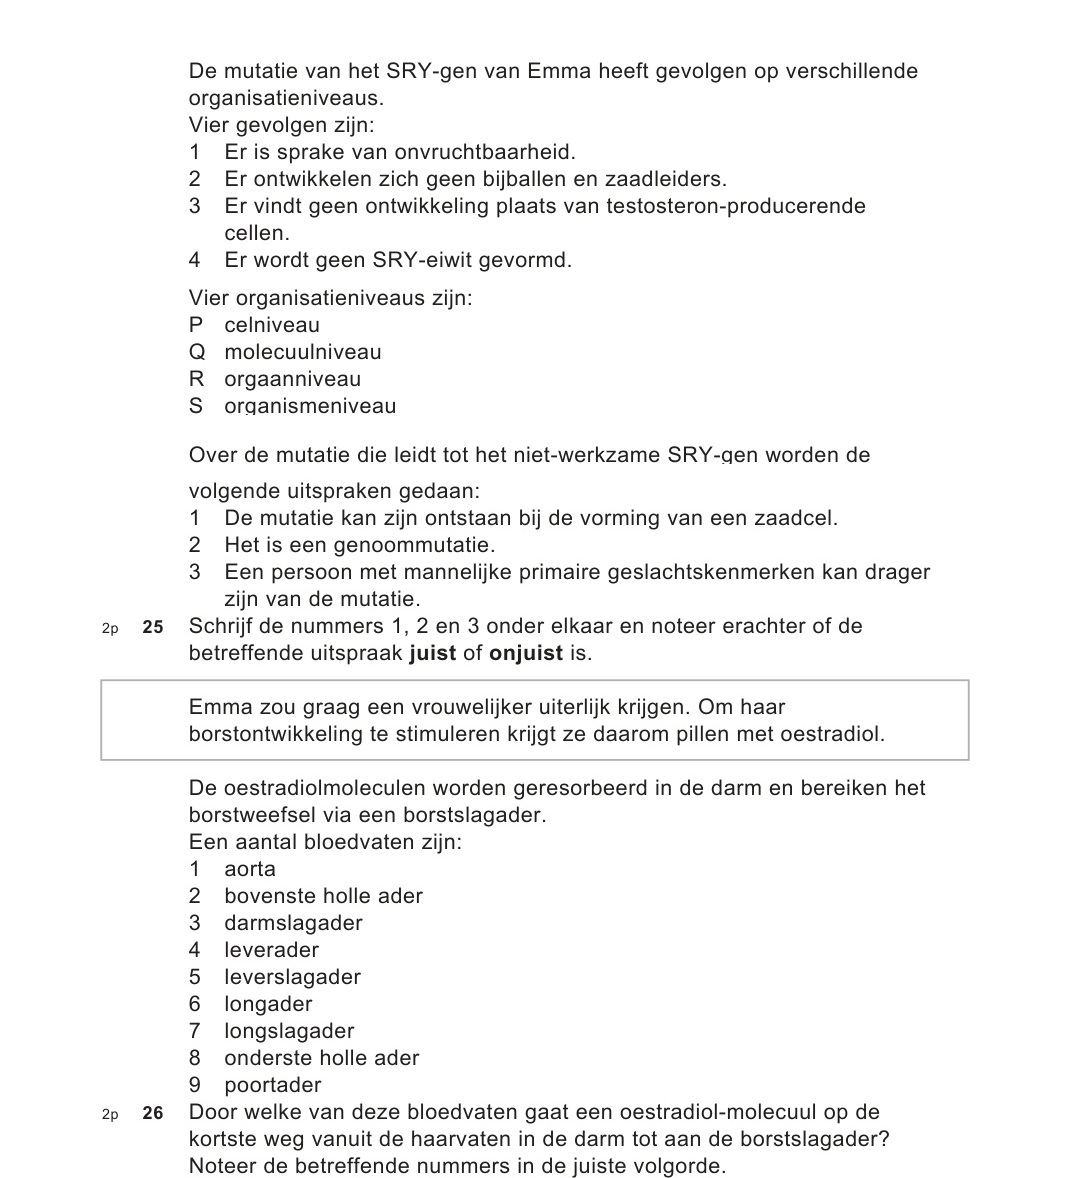 De mutatie van het SRY-gen van Emma heeft gevolgen op verschillende
organisatieniveaus.
Vier gevolgen zijn:
1 Er is sprake van onvruchtbaarheid.
2 Er ontwikkelen zich geen bijballen en zaadleiders.
3 Er vindt geen ontwikkeling plaats van testosteron-producerende
cellen.
4 Er wordt geen SRY-eiwit gevormd.
Vier organisatieniveaus zijn:
P celniveau
Q molecuulniveau
R orgaanniveau
S organismeniveau
Over de mutatie die leidt tot het niet-werkzame SRY-gen worden de
volgende uitspraken gedaan:
1 De mutatie kan zijn ontstaan bij de vorming van een zaadcel.
2 Het is een genoommutatie.
3 Een persoon met mannelijke primaire geslachtskenmerken kan drager
zijn van de mutatie.
2p 25 Schrijf de nummers 1, 2 en 3 onder elkaar en noteer erachter of de
betreffende uitspraak juist of onjuist is.
Emma zou graag een vrouwelijker uiterlijk krijgen. Om haar
borstontwikkeling te stimuleren krijgt ze daarom pillen met oestradiol.
De oestradiolmoleculen worden geresorbeerd in de darm en bereiken het
borstweefsel via een borstslagader.
Een aantal bloedvaten zijn:
1 aorta
2 bovenste holle ader
3 darmslagader
4 leverader
5 leverslagader
6 longader
7 longslagader
8 onderste holle ader
9 poortader
2p 26 Door welke van deze bloedvaten gaat een oestradiol-molecuul op de
kortste weg vanuit de haarvaten in de darm tot aan de borstslagader?
Noteer de betreffende nummers in de juiste volgorde.